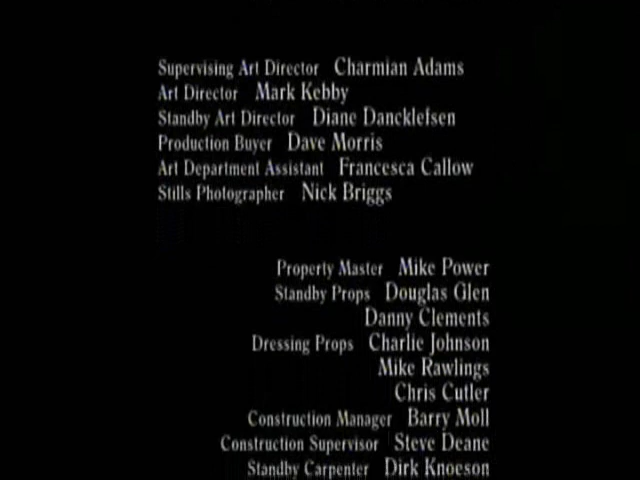 Supervising Art Director Charmian Adams
Art Director Mark Kebby
Standby Art Director Diane Dancklefsen
Production Buyer Dave Morris
Art Department Assistant Francesca Callow
Stills Photographer Nick Briggs
Property Master Mike Power
Standby Props Douglas Glen
Danny Clements
Dressing Props Charlie Johnson
Mike Rawlings
Chris Cutler
Construction Manager Barry Moll
Construction Supervisor Steve Deane
Standby Carpenter Dirk Knoeson